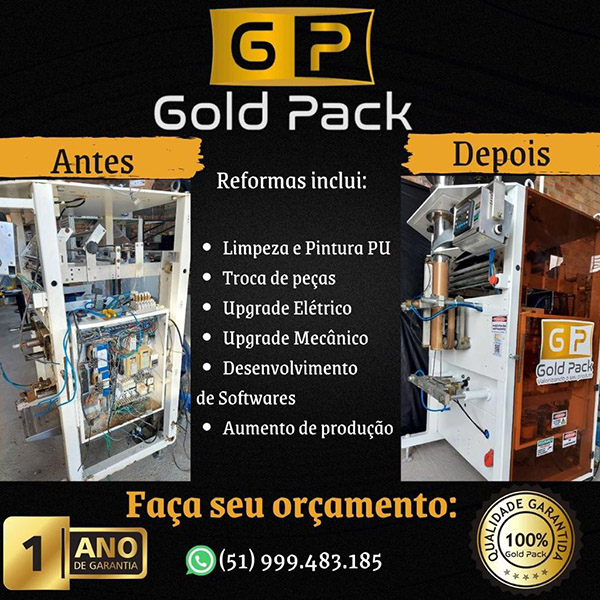 GP
Gold Pack
Antes
Depois
Reformas inclui:
• Limpeza e Pintura PU
• Troca de peças
• Upgrade Elétrico
• Upgrade Mecânico
• Desenvolvimento
de Softwares
• Aumento de produção
GP
Gold Pack
Faça seu orçamento:
1 ANO
DE GARANTIA
(51) 999.483.185
QUALIDADE GARANTIDA
100%
Gold Pack